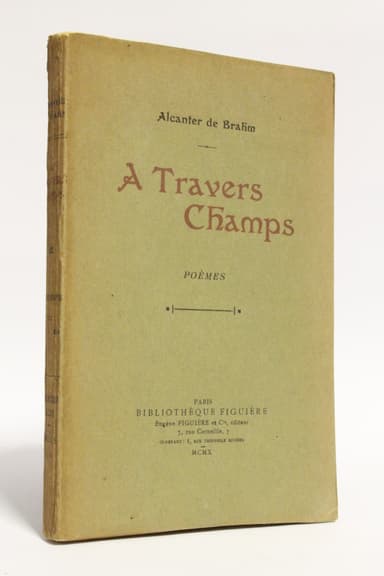 Alcanter de Brahm
A Travers
Champs
POÈMES
PARIS
BIBLIOTHÈQUE FIGUIÈRE
Eugène FIGUIÈRE et Cie, éditeurs
7, rue Corneille, 7
MCMX